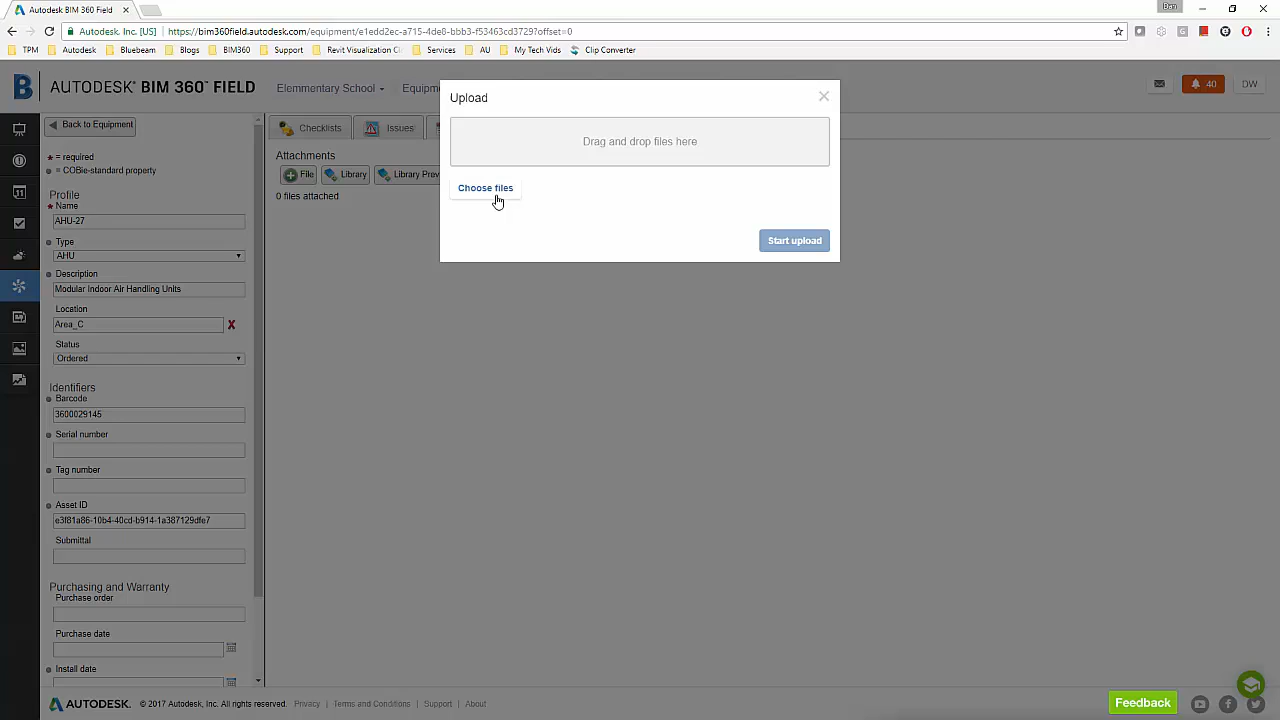 Autodesk BIM 360 Field
Ben
Autodesk, Inc. [US] https://bim360field.autodesk.com/equipment/e1edd2ec-a715-4de8-bbb3-f53463cd3729?offset=0
TPM Autodesk Bluebeam Blogs BIM360 Support Revit Visualization C Services AU My Tech Vids Clip Converter
B AUTODESK® BIM 360™ FIELD Elementary School Equipm 40 DW
Upload
Drag and drop files here
Choose files
Start upload
Back to Equipment
* = required
= COBie-standard property
Profile
* Name
AHU-27
Type
AHU
Description
Modular Indoor Air Handling Units
Location
Area_C X
Status
Ordered
Identifiers
Barcode
3600029145
Serial number
Tag number
Asset ID
e3f81a86-10b4-40cd-b914-1a387129dfe7
Submittal
Purchasing and Warranty
Purchase order
Purchase date
Install date
Checklists Issues
Attachments
File Library Library Prev
0 files attached
AUTODESK. © 2017 Autodesk, Inc. All rights reserved. Privacy | Terms and Conditions | Support | About
Feedback